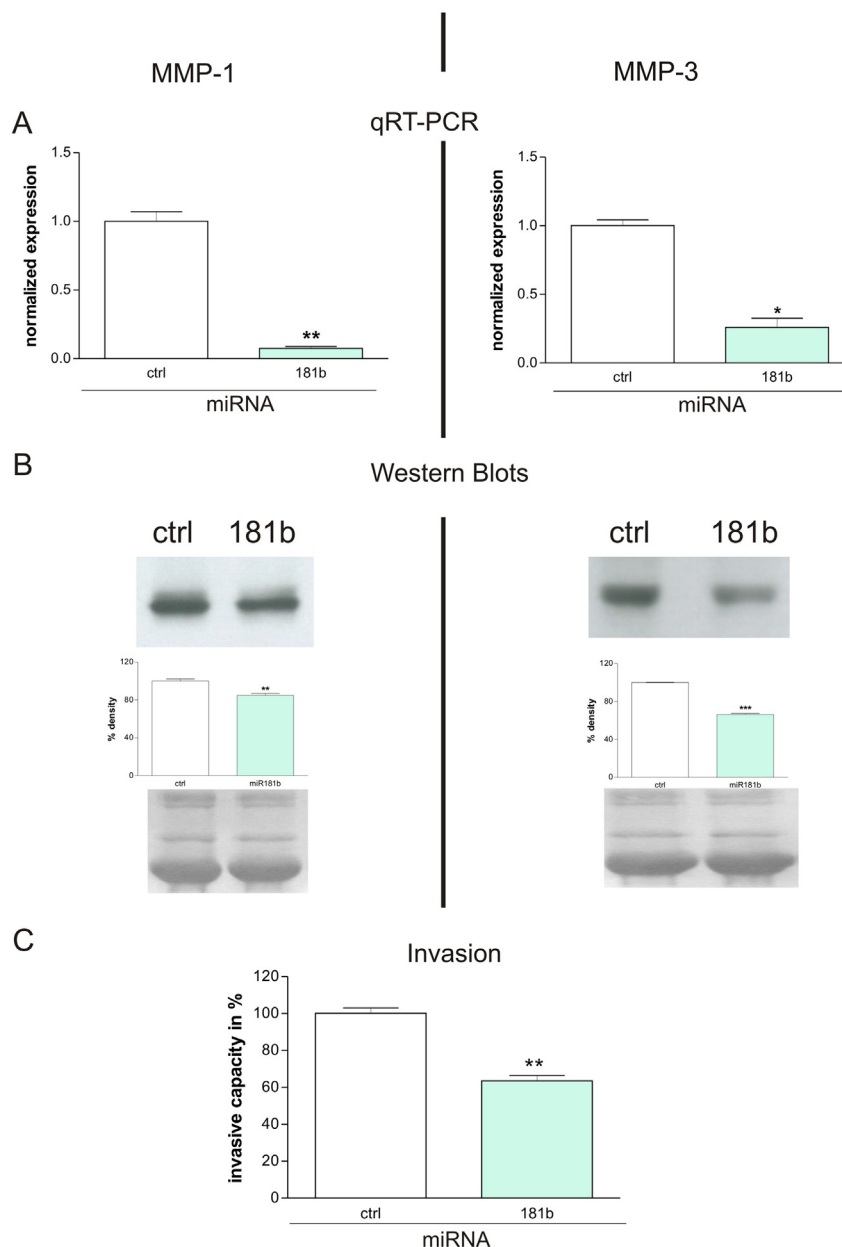 MMP-1
MMP-3
A
qRT-PCR
normalized expression
1.5
1.0
0.5
0.0
**
ctrl
181b
miRNA
normalized expression
1.5
1.0
0.5
0.0
*
ctrl
181b
miRNA
B
Western Blots
ctrl 181b
% density
120
80
40
0
**
ctrl
miR181b
ctrl 181b
% density
120
80
40
0
***
ctrl
miR181b
C
Invasion
invasive capacity in %
120
100
80
60
40
20
0
**
ctrl
181b
miRNA